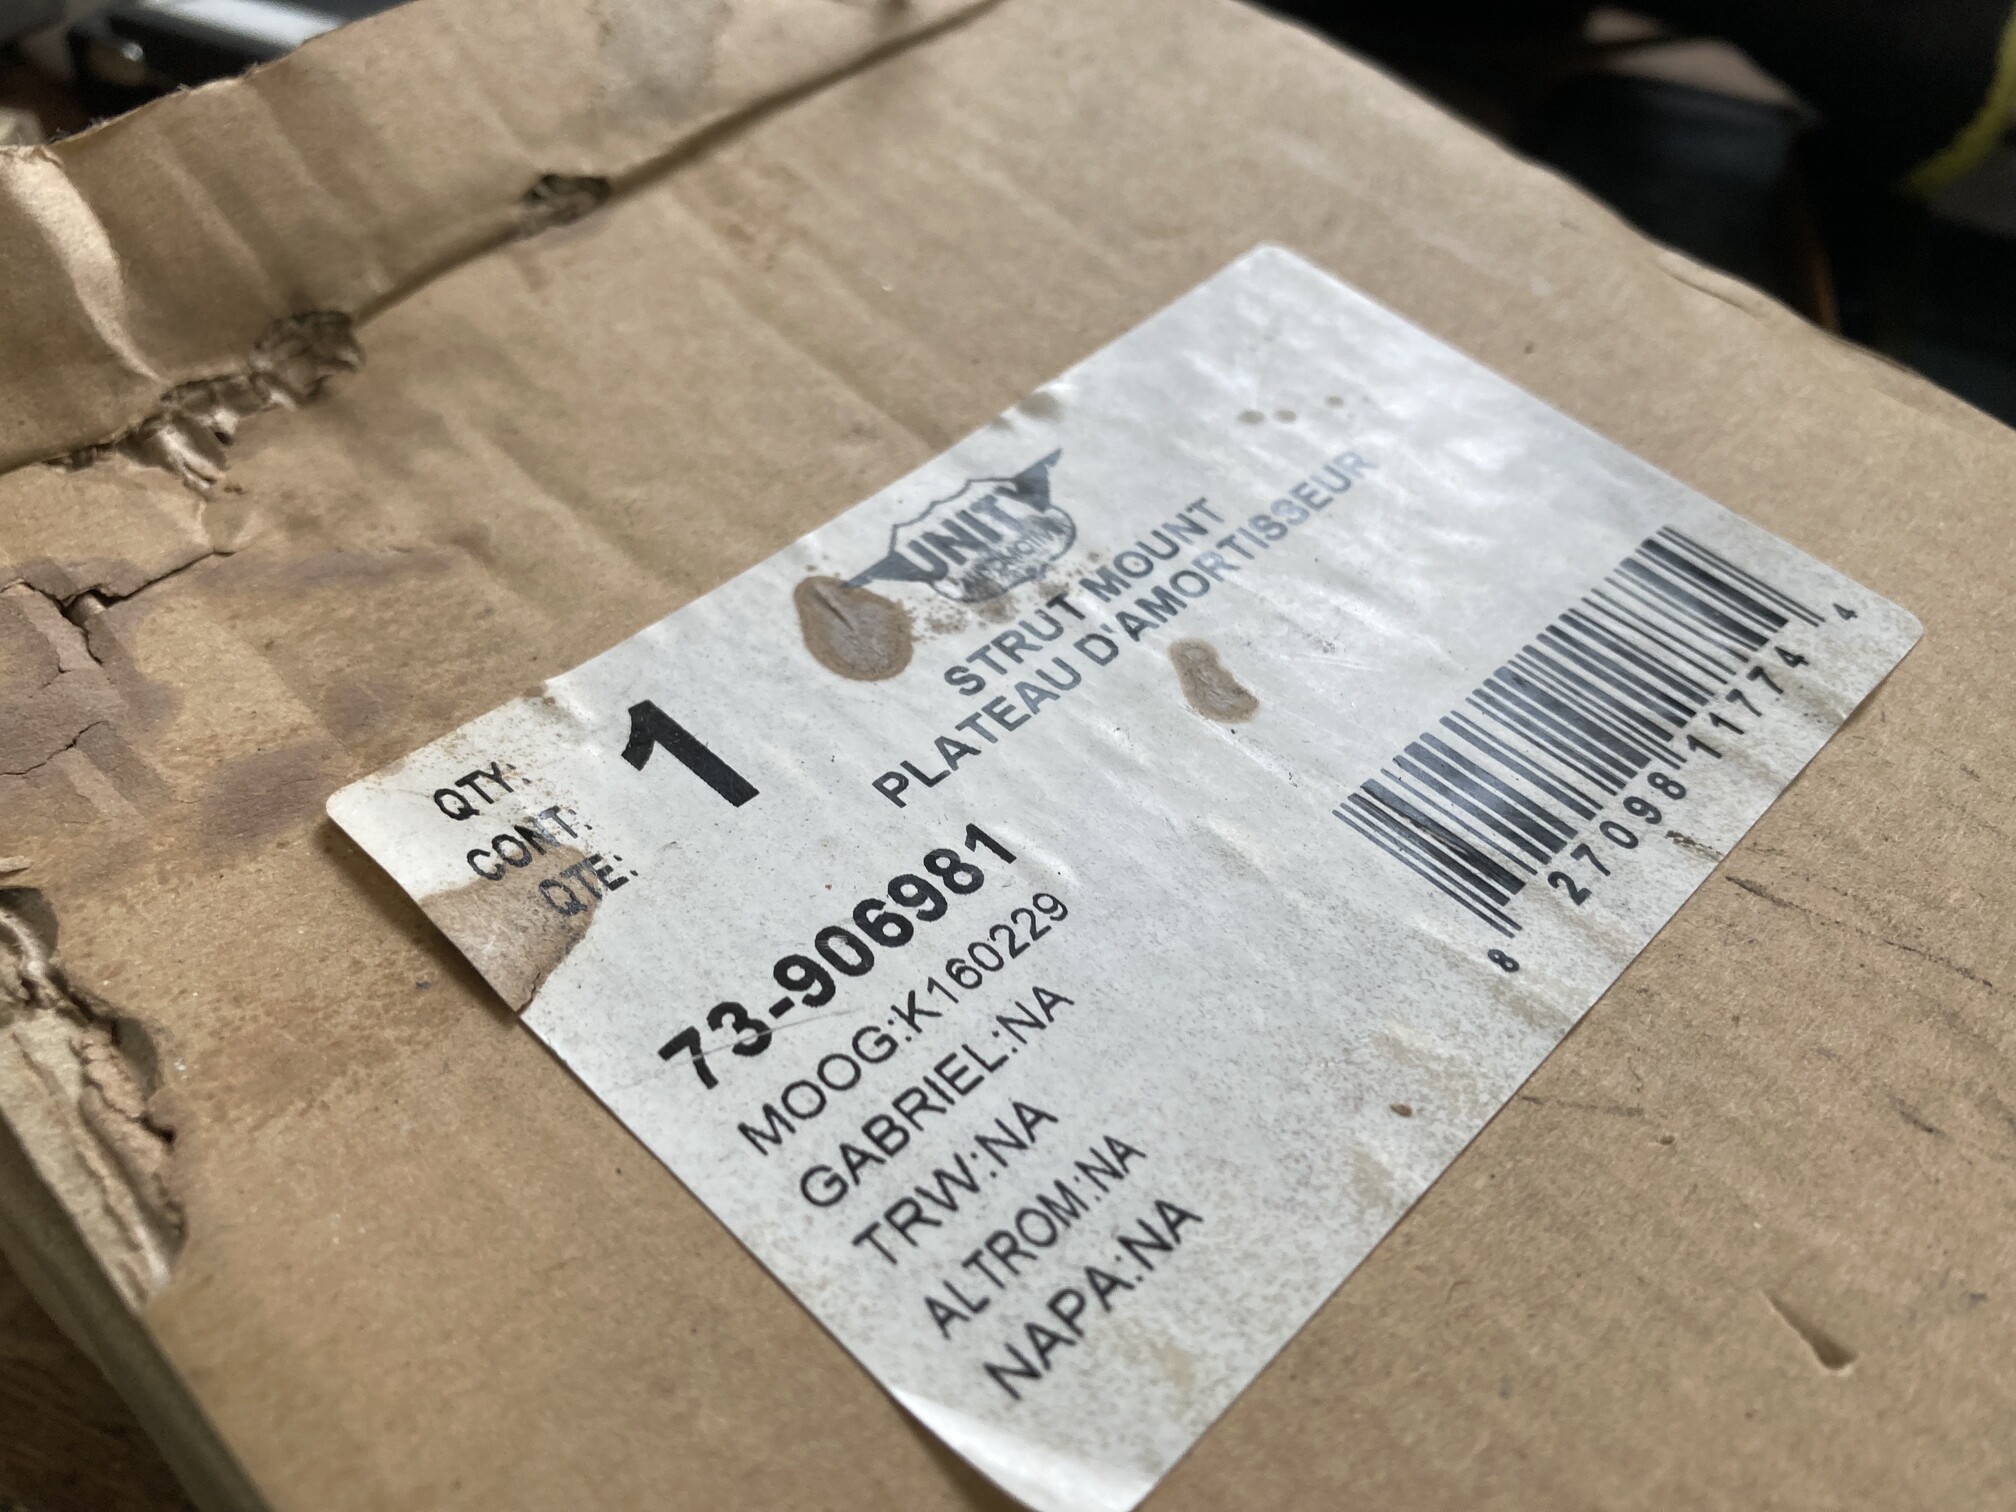 UNITY
STRUT MOUNT
PLATEAU D'AMORTISSEUR
QTY:
CONT:
QTE:
1
73-906981
MOOG:K160229
GABRIEL:NA
TRW:NA
ALTROM:NA
NAPA:NA
8 27098 11774 4